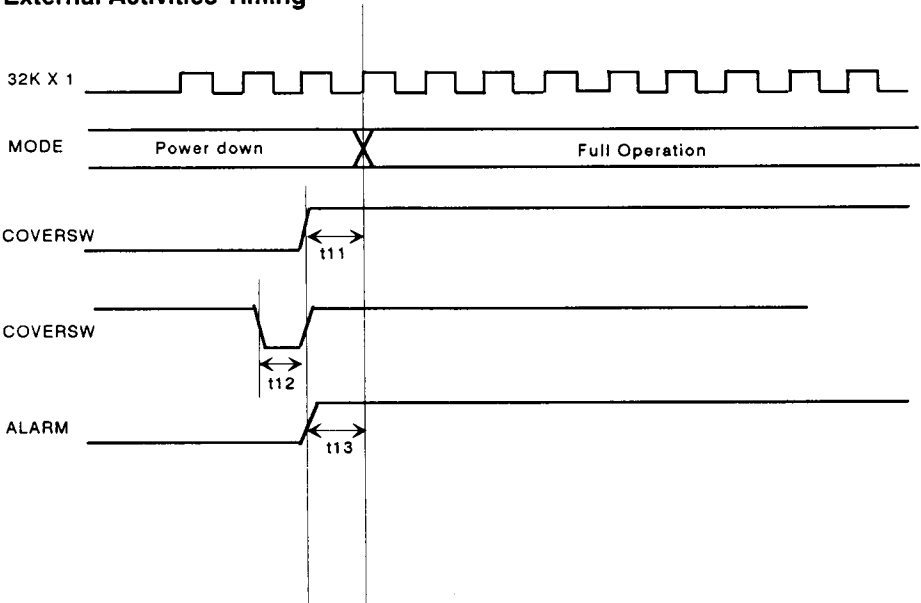 External Activities Timing
32K X 1
MODE
Power down
Full Operation
COVERSW
t11
COVERSW
t12
ALARM
t13